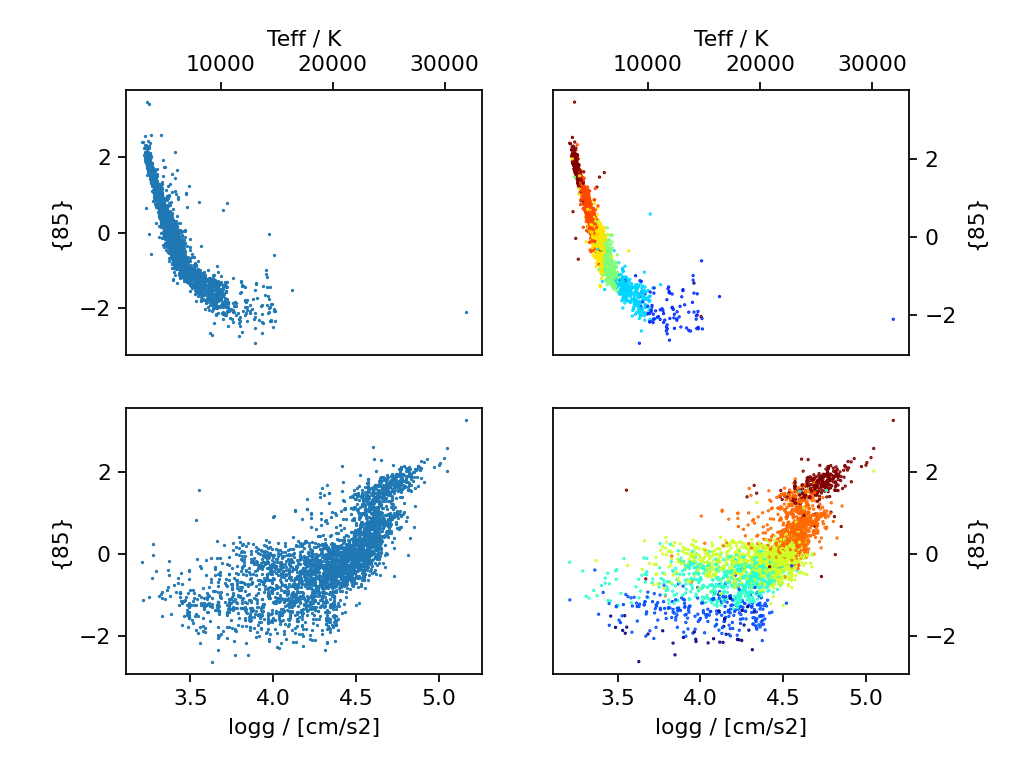 Teff / K Teff / K
10000 20000 30000 10000 20000 30000
2 2
{85} 0 0 {85}
−2 −2
2 2
{85} 0 0 {85}
−2 −2
3.5 4.0 4.5 5.0 3.5 4.0 4.5 5.0
logg / [cm/s2] logg / [cm/s2]